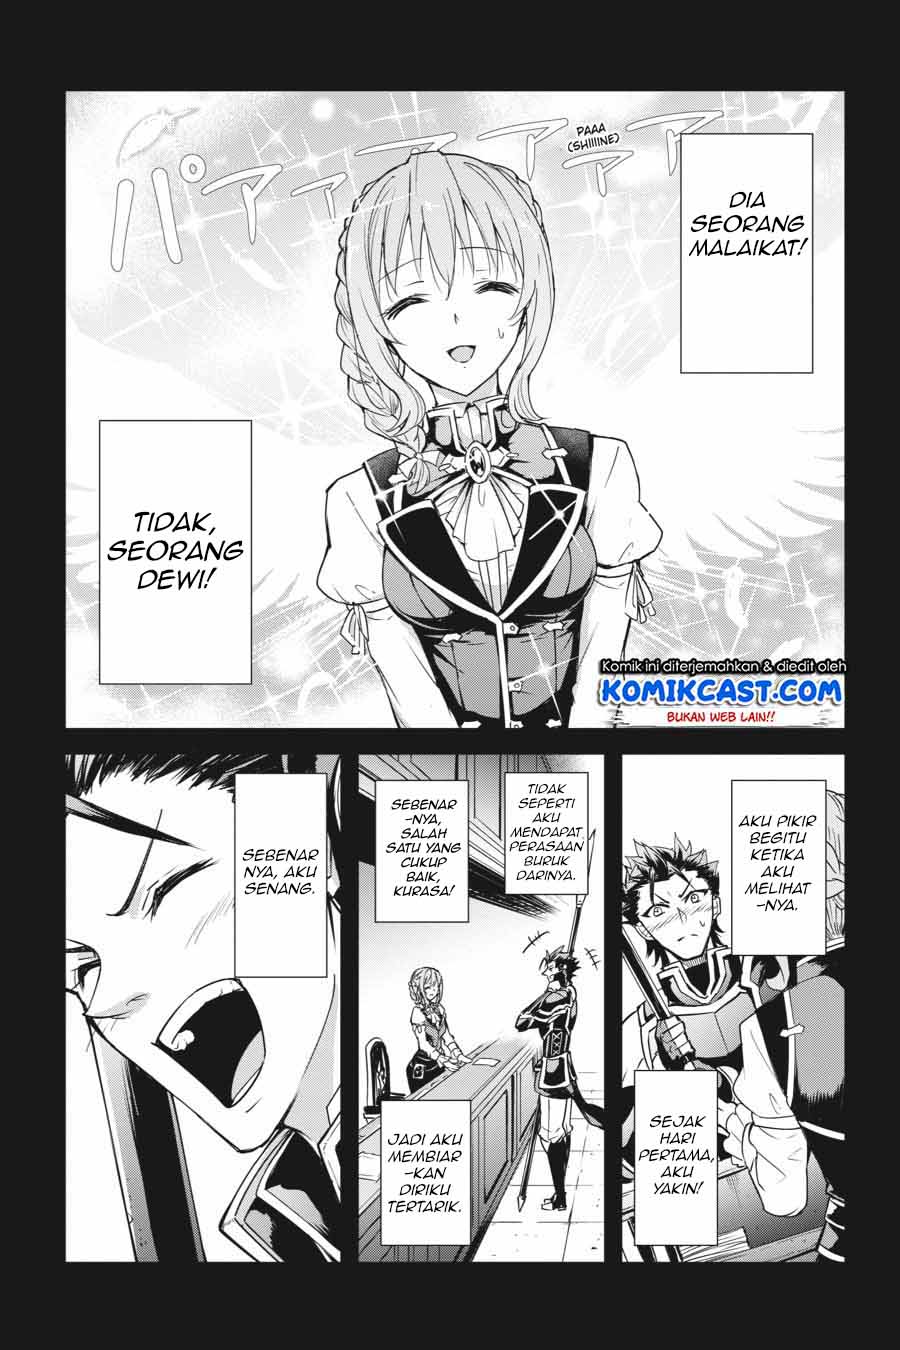 パァァァァァァァ
PAAA
(SHIIIINE)
DIA
SEORANG
MALAIKAT!
TIDAK,
SEORANG
DEWI!
Komik ini diterjemahkan & diedit oleh
KOMIKCAST.COM
BUKAN WEB LAIN!!
AKU PIKIR
BEGITU
KETIKA
AKU
MELIHAT
-NYA.
SEJAK
HARI
PERTAMA,
AKU
YAKIN!
TIDAK
SEPERTI
AKU
MENDAPAT
PERASAAN
BURUK
DARINYA.
SEBENAR
-NYA,
SALAH
SATU YANG
CUKUP
BAIK,
KURASA!
JADI AKU
MEMBIAR
-KAN
DIRIKU
TERTARIK.
SEBENAR
NYA, AKU
SENANG.